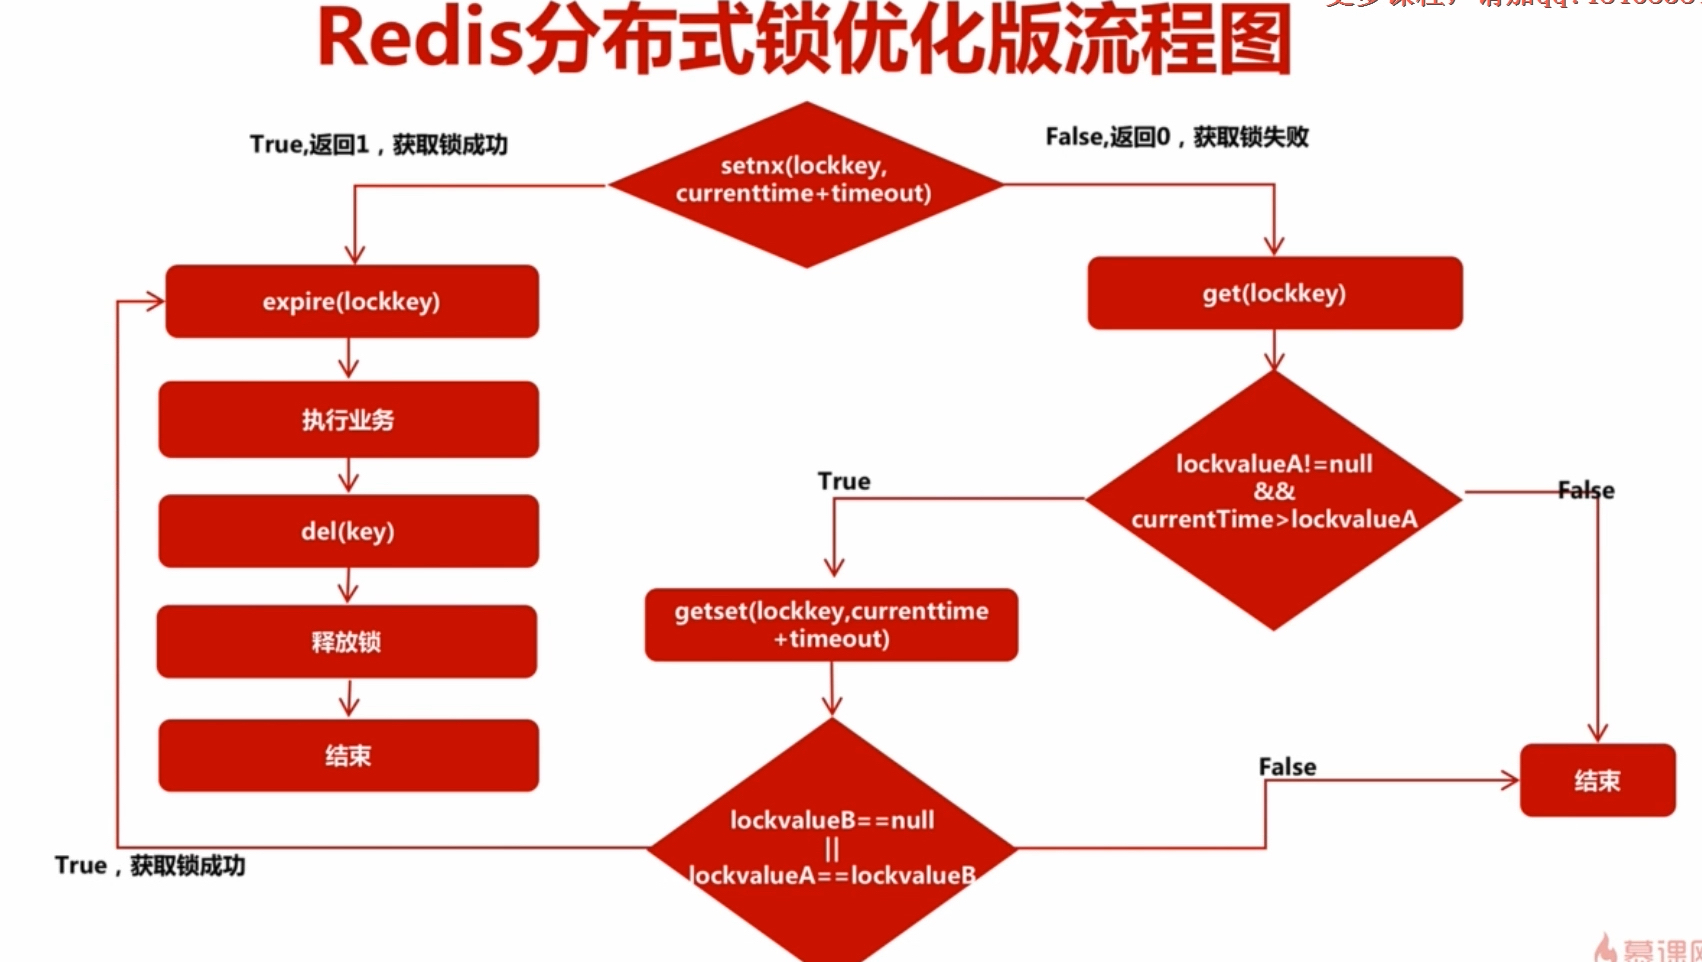 Redis分布式锁优化版流程图
True,返回1，获取锁成功
setnx(lockkey,
currenttime+timeout)
False,返回0，获取锁失败
expire(lockkey)
执行业务
del(key)
释放锁
结束
get(lockkey)
lockvalueA!=null
&&
currentTime>lockvalueA
True
False
getset(lockkey,currenttime
+timeout)
lockvalueB==null
||
lockvalueA==lockvalueB
True，获取锁成功
False
结束
慕课网